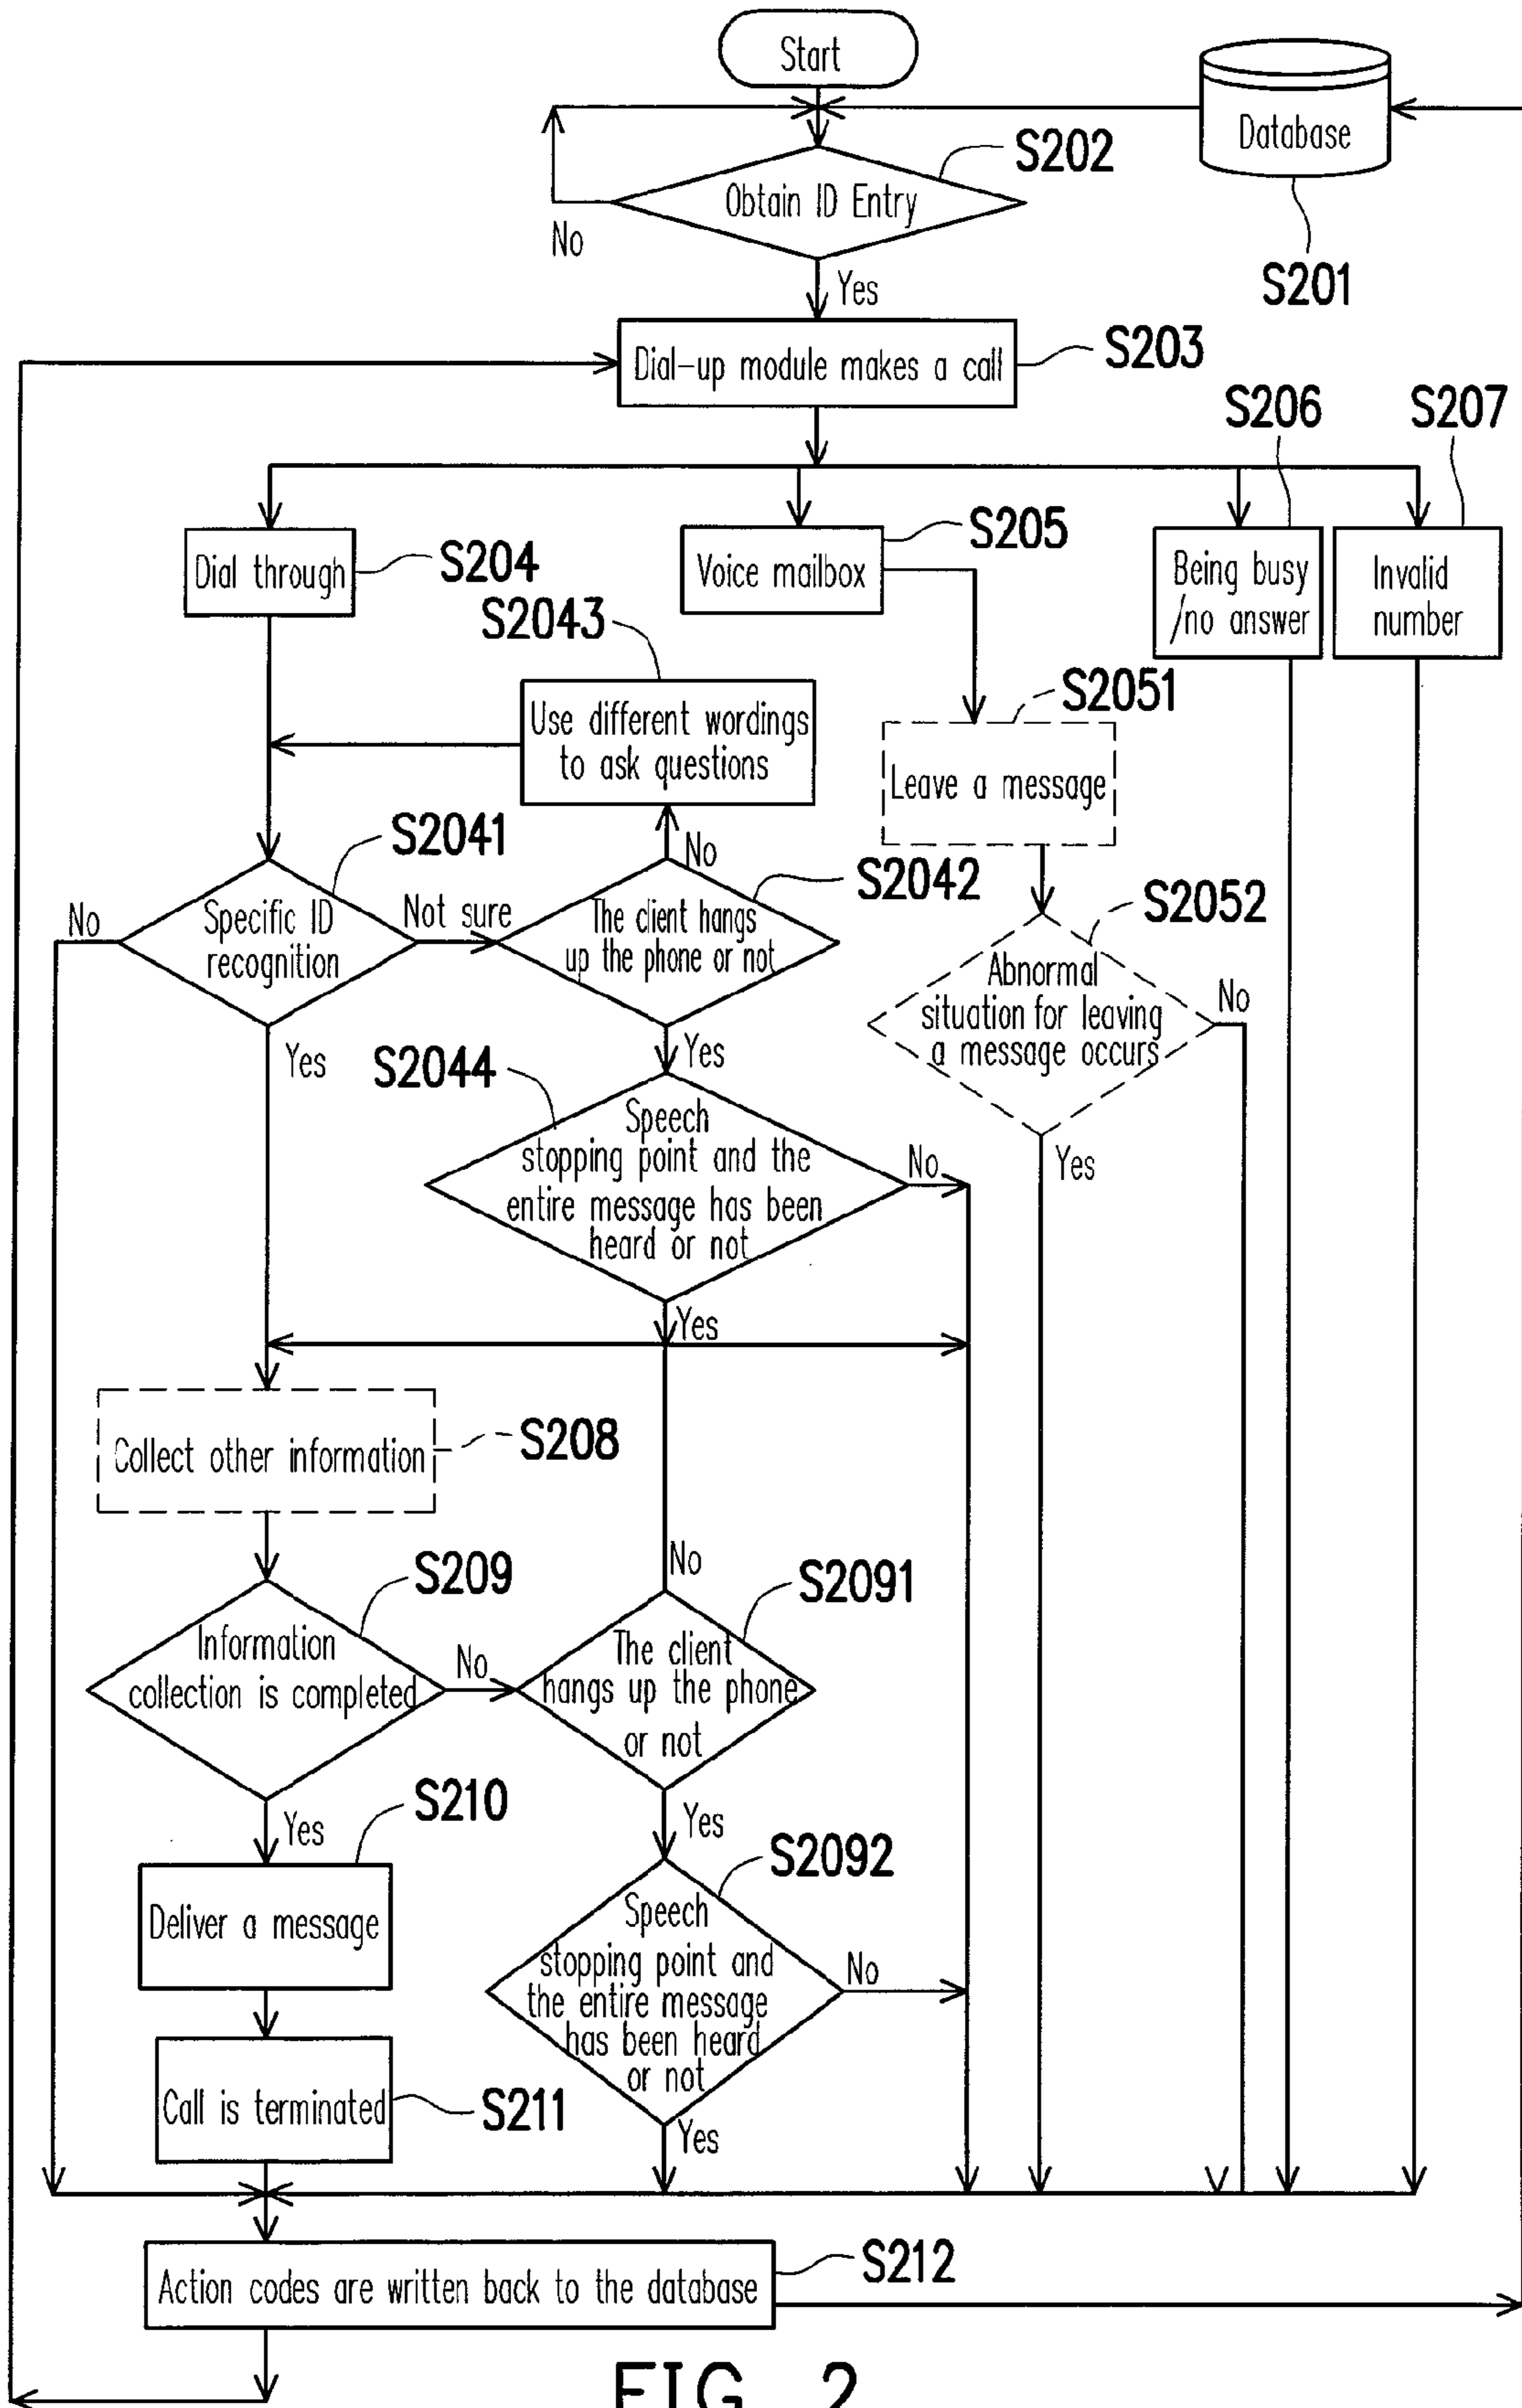 Start
Database
S201
S202
Obtain ID Entry
No
Yes
Dial-up module makes a call
S203
S206
S207
Dial through
S204
Voice mailbox
S205
Being busy
/no answer
Invalid
number
S2043
Use different wordings
to ask questions
S2051
Leave a message
S2041
No
Specific ID
recognition
Not sure
No
S2042
The client hangs
up the phone or not
S2052
Abnormal
situation for leaving
a message occurs
No
Yes
Yes
Yes
S2044
Speech
stopping point and the
entire message has been
heard or not
No
Yes
Collect other information
S208
No
S209
Information
collection is completed
No
S2091
The client
hangs up the phone
or not
Yes
S210
Yes
Deliver a message
S2092
Speech
stopping point and
the entire message
has been heard
or not
No
Call is terminated
S211
Yes
Action codes are written back to the database
S212
FIG. 2